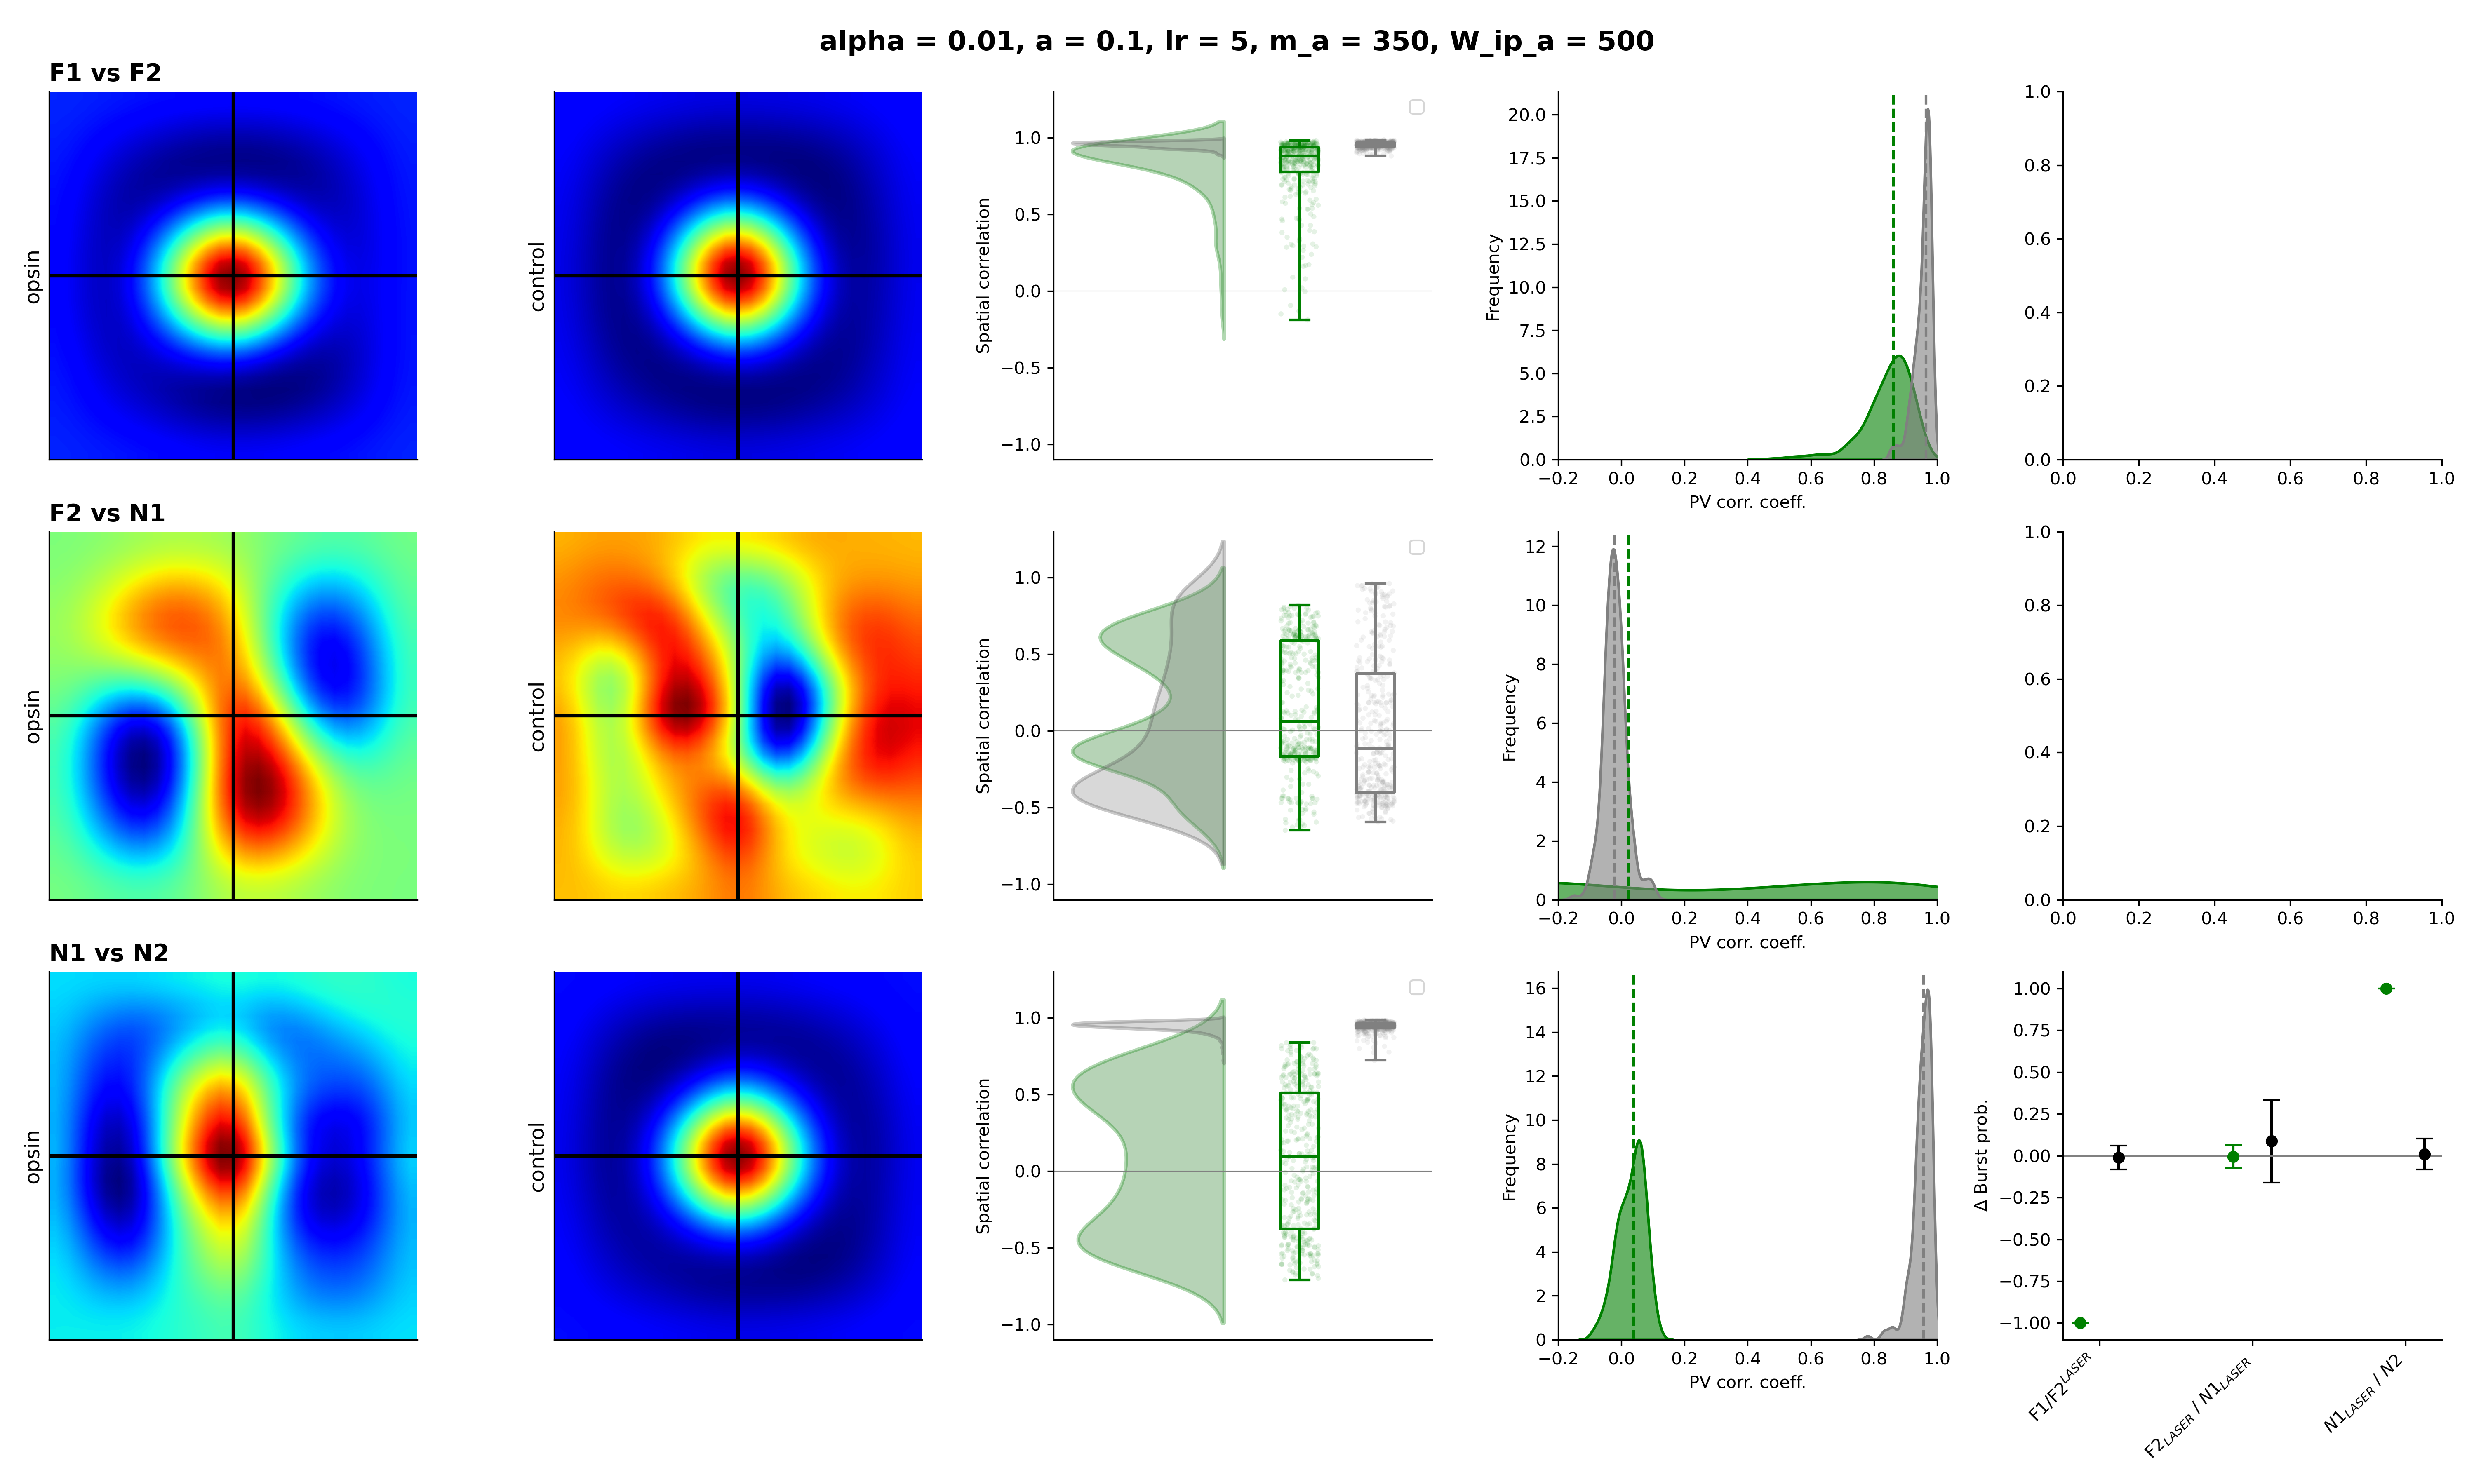 alpha = 0.01, a = 0.1, lr = 5, m_a = 350, W_ip_a = 500
F1 vs F2
opsin
control
Spatial correlation
1.0
0.5
0.0
−0.5
−1.0
Frequency
20.0
17.5
15.0
12.5
10.0
7.5
5.0
2.5
0.0
−0.2 0.0 0.2 0.4 0.6 0.8 1.0
PV corr. coeff.
1.0
0.8
0.6
0.4
0.2
0.0
0.0 0.2 0.4 0.6 0.8 1.0
F2 vs N1
opsin
control
Spatial correlation
1.0
0.5
0.0
−0.5
−1.0
Frequency
12
10
8
6
4
2
0
−0.2 0.0 0.2 0.4 0.6 0.8 1.0
PV corr. coeff.
1.0
0.8
0.6
0.4
0.2
0.0
0.0 0.2 0.4 0.6 0.8 1.0
N1 vs N2
opsin
control
Spatial correlation
1.0
0.5
0.0
−0.5
−1.0
Frequency
16
14
12
10
8
6
4
2
0
−0.2 0.0 0.2 0.4 0.6 0.8 1.0
PV corr. coeff.
Δ Burst prob.
1.00
0.75
0.50
0.25
0.00
−0.25
−0.50
−0.75
−1.00
F1/F2^LASER
F2_LASER / N1_LASER
N1_LASER / N2